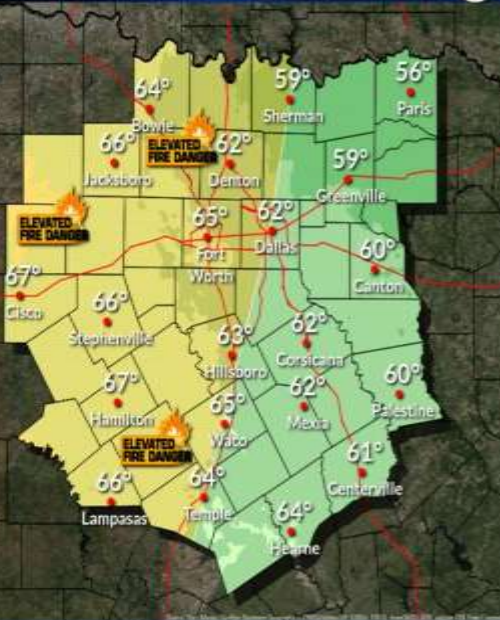 56°
Paris
59°
Sherman
64°
Bowie
ELEVATED
FIRE DANGER
62°
Denton
66°
Jacksboro
59°
Greenville
ELEVATED
FIRE DANGER
65°
Fort
Worth
62°
Dallas
60°
Canton
67°
Cisco
66°
Stephenville
63°
Hillsboro
62°
Corsicana
67°
Hamilton
65°
Waco
62°
Mexia
60°
Palestine
ELEVATED
FIRE DANGER
61°
Centerville
66°
Lampasas
64°
Temple
64°
Hearne